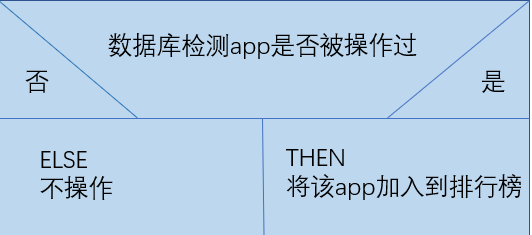 数据库检测app是否被操作过
否
是
ELSE
不操作
THEN
将该app加入到排行榜